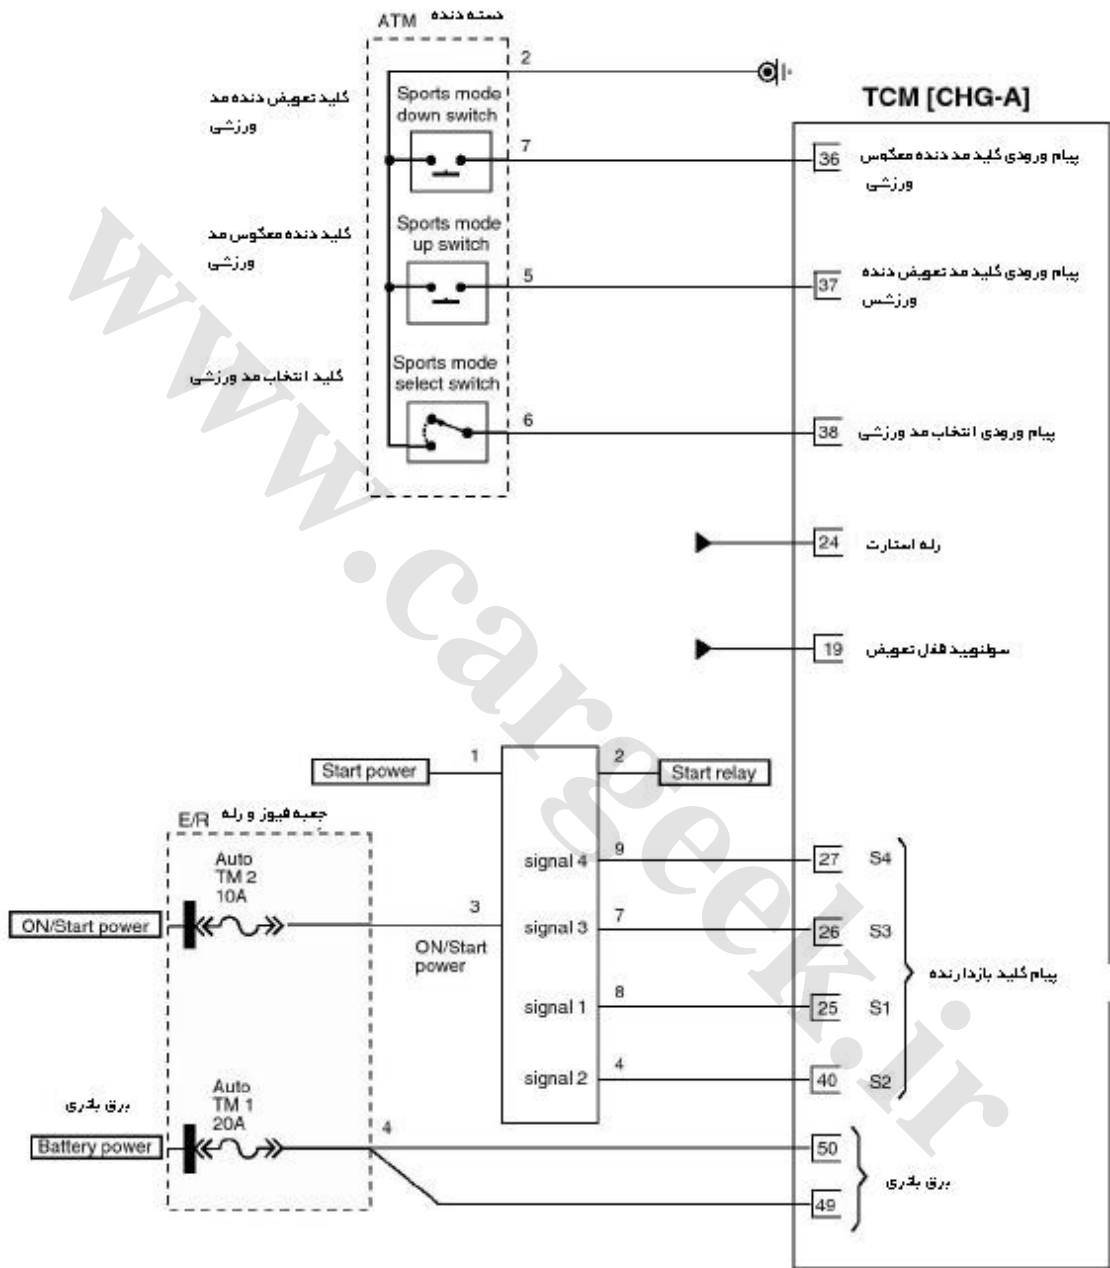 ATM دسته دنده
2
کلید تعویض دنده مد
ورزشی
Sports mode
down switch
7
TCM [CHG-A]
36
پیام ورودی کلید مد دنده معکوس
ورزشی
کلید دنده معکوس مد
ورزشی
Sports mode
up switch
5
37
پیام ورودی کلید مد تعویض دنده
ورزشس
کلید انتخاب مد ورزشی
Sports mode
select switch
6
38
پیام ورودی انتخاب مد ورزشی
24
رله استارت
19
سولنویید قفل تعویض
Start power
1
2
Start relay
E/R جعبه فیوز و رله
Auto
TM 2
10A
ON/Start power
3
ON/Start
power
signal 4
9
27
S4
signal 3
7
26
S3
signal 1
8
25
S1
signal 2
4
40
S2
پیام کلید بازدارنده
برق باتری
Battery power
Auto
TM 1
20A
4
50
49
برق باتری
www.cargeek.ir